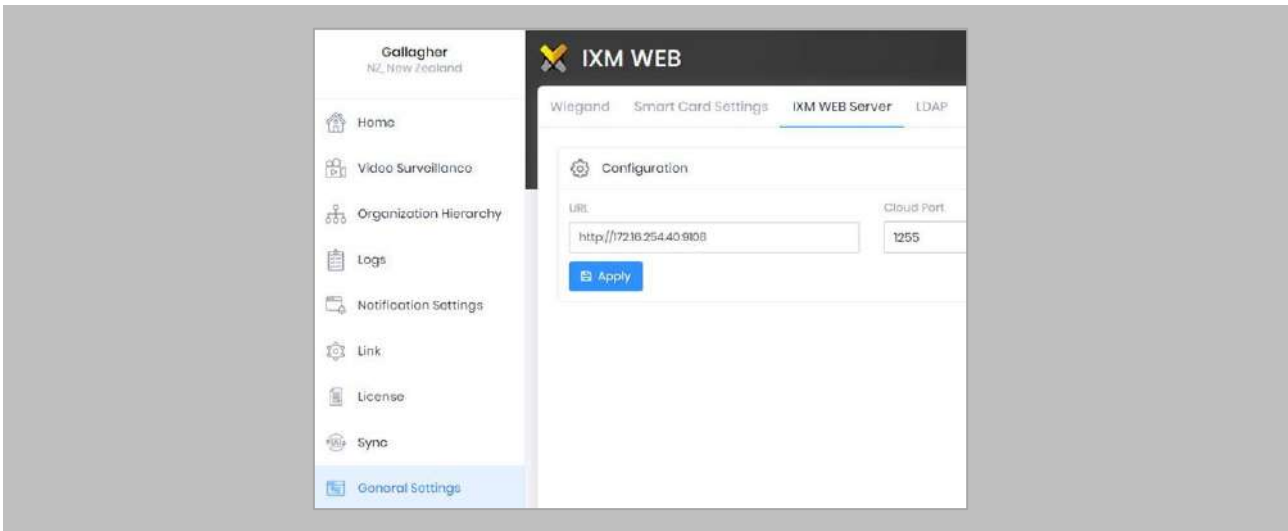 Gallagher
NZ, New Zealand
Home
Video Surveillance
Organization Hierarchy
Logs
Notification Settings
Link
License
Sync
General Settings
IXM WEB
Wiegand Smart Card Settings IXM WEB Server LDAP
Configuration
URL Cloud Port
http://172.16.254.40:9108 1255
Apply